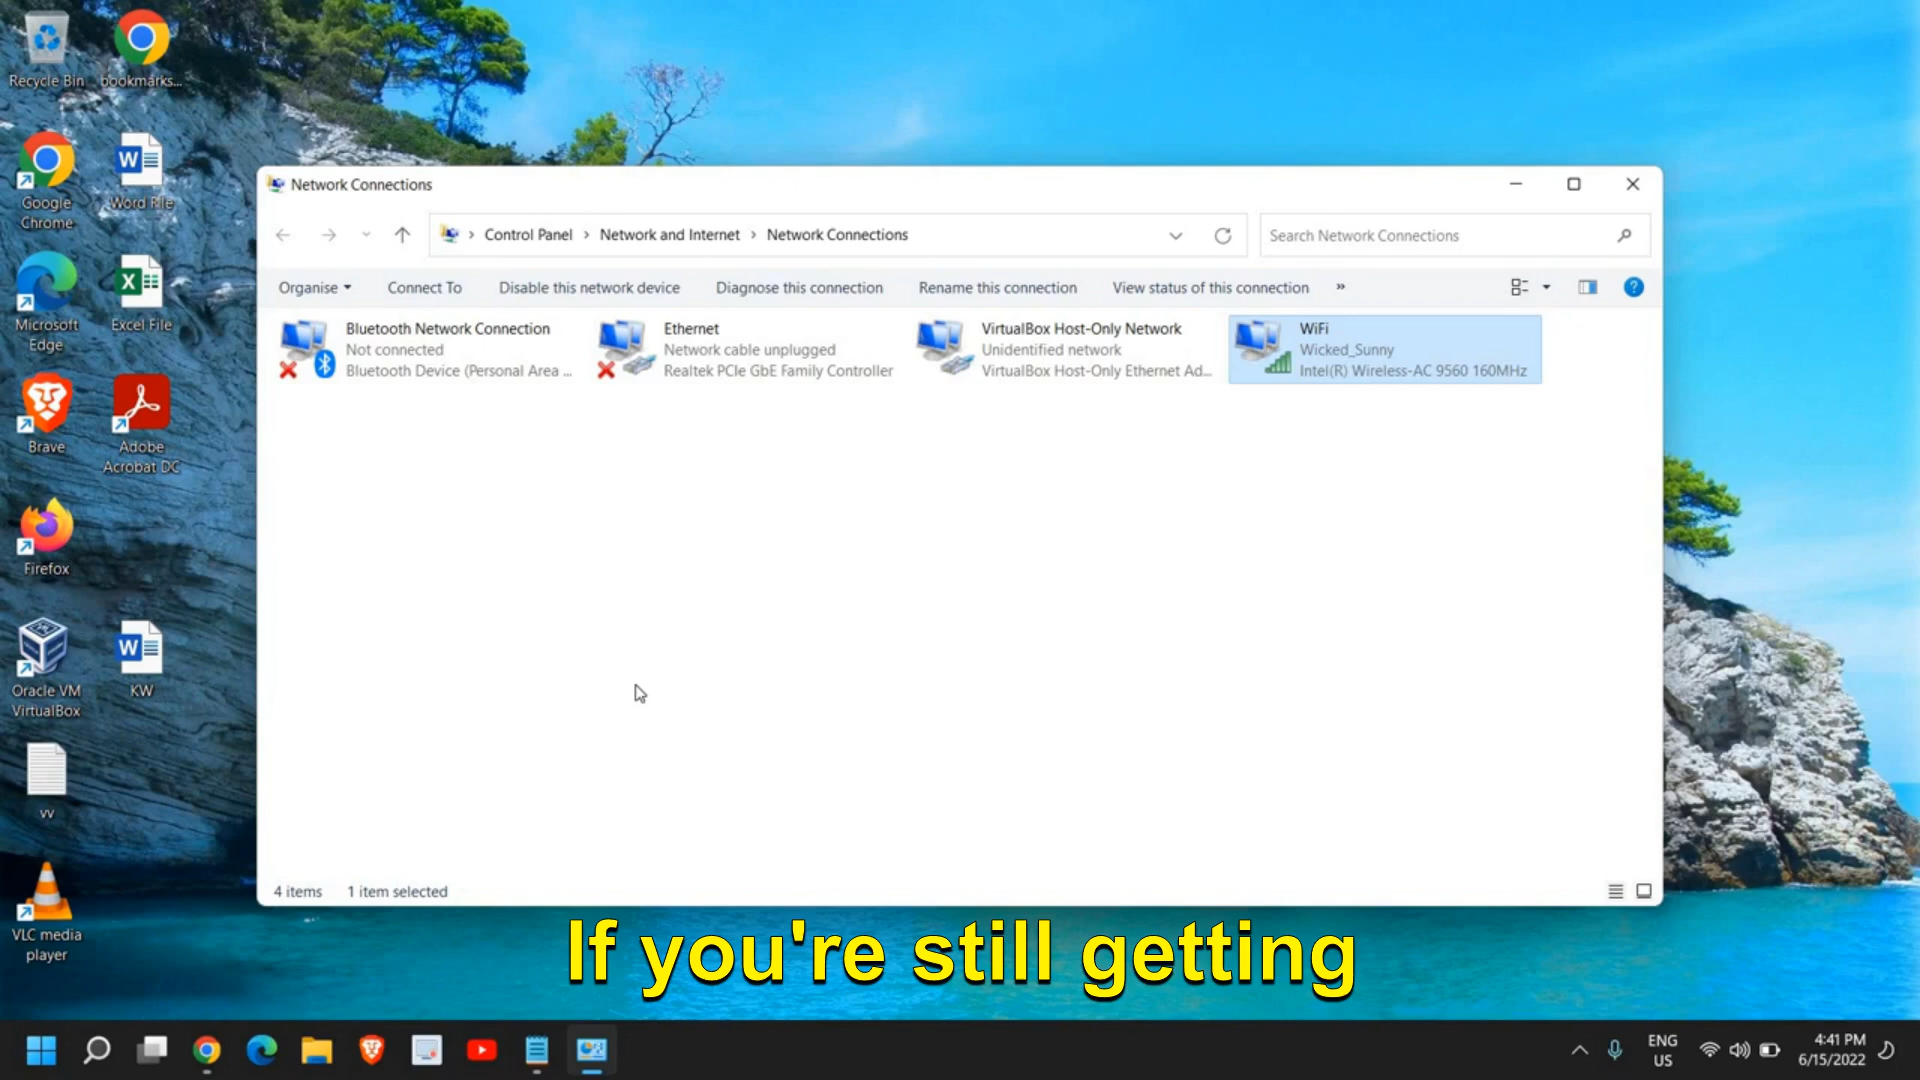 Recycle Bin
bookmarks...
Google
Chrome
Word File
Microsoft
Edge
Excel File
Brave
Adobe
Acrobat DC
Firefox
Oracle VM
VirtualBox
KW
vv
VLC media
player
Network Connections
Control Panel > Network and Internet > Network Connections
Search Network Connections
Organise
Connect To
Disable this network device
Diagnose this connection
Rename this connection
View status of this connection
»
Bluetooth Network Connection
Not connected
Bluetooth Device (Personal Area ...
Ethernet
Network cable unplugged
Realtek PCIe GbE Family Controller
VirtualBox Host-Only Network
Unidentified network
VirtualBox Host-Only Ethernet Ad...
WiFi
Wicked_Sunny
Intel(R) Wireless-AC 9560 160MHz
4 items
1 item selected
If you're still getting
ENG
US
4:41 PM
6/15/2022